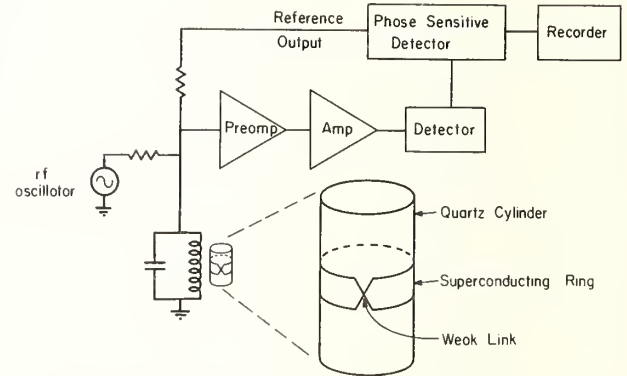 Reference
Output
Phase Sensitive
Detector
Recorder
Preamp
Amp
Detector
rf
oscillator
Quartz Cylinder
Superconducting Ring
Weak Link